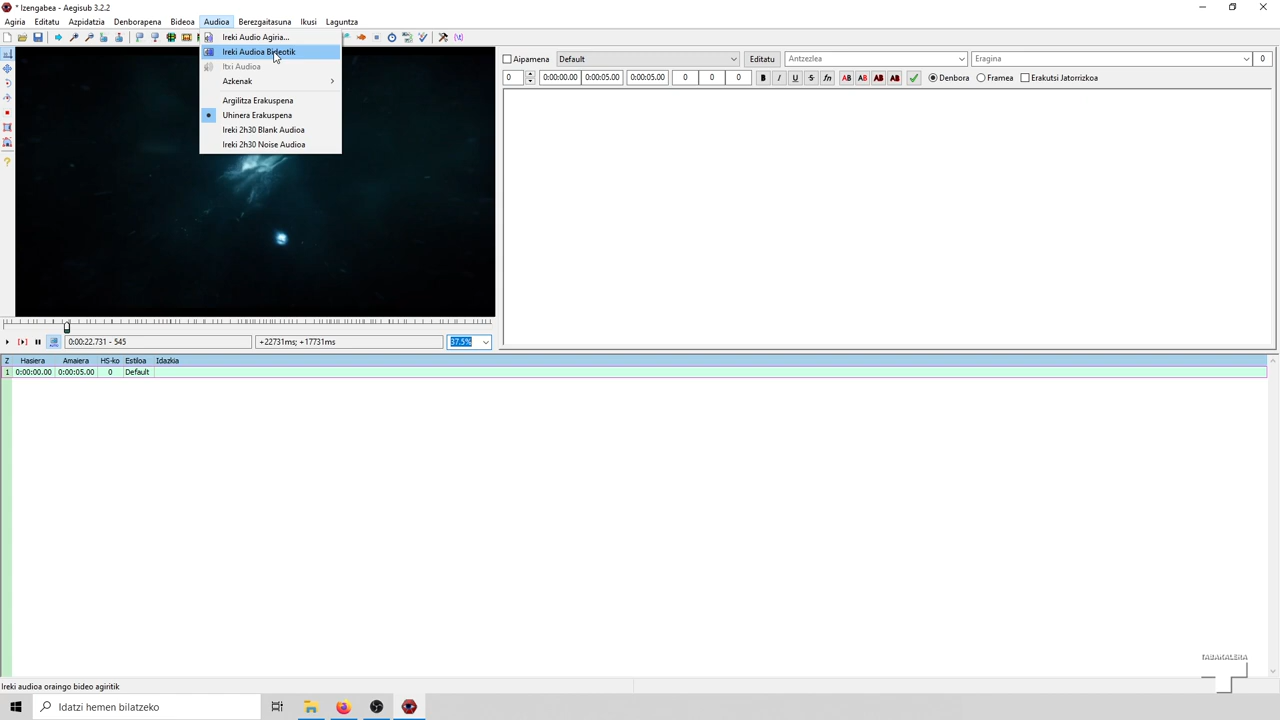 * Izengabea - Aegisub 3.2.2
Agiria Editatu Azpidatzia Denborapena Bideoa Audioa Berezgaitasuna Ikusi Laguntza
Ireki Audio Agiria...
Ireki Audioa Bideotik
Itxi Audioa
Azkenak
Argilitza Erakuspena
Uhinera Erakuspena
Ireki 2h30 Blank Audioa
Ireki 2h30 Noise Audioa
Aipamena Default Editatu Antzezlea Eragina 0
0 0:00:00.00 0:00:05.00 0:00:05.00 0 0 0 B I U S fn AB AB AB AB Denbora Framea Erakutsi Jatorrizkoa
0:00:22.731 - 545 +22731ms; +17731ms 37.5%
Z Hasiera Amaiera HS-ko Estiloa Idazkia
1 0:00:00.00 0:00:05.00 0 Default
TABAKALERA
Ireki audioa oraingo bideo agiritik
Idatzi hemen bilatzeko